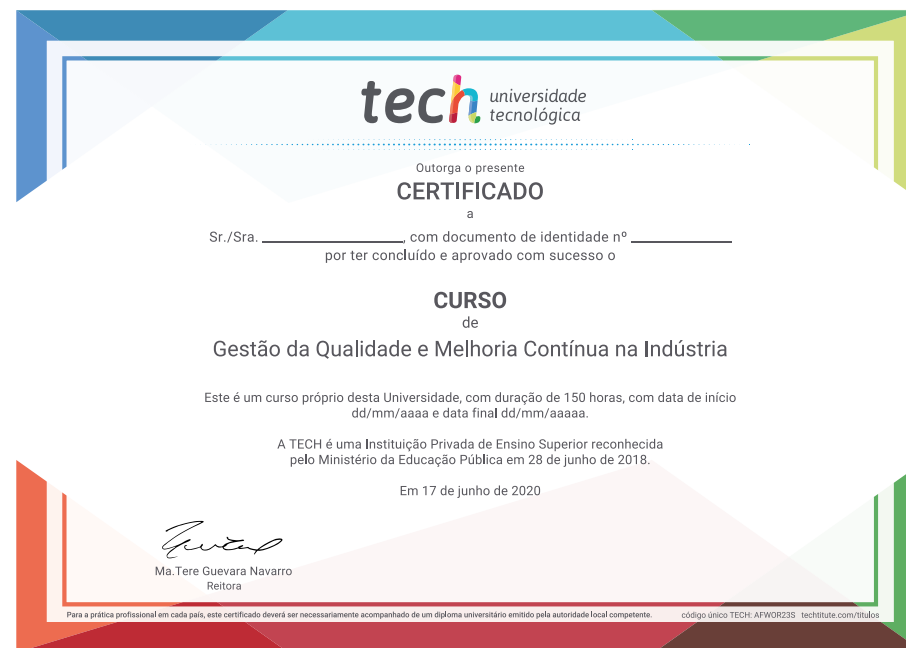 tech universidade
tecnológica
Outorga o presente
CERTIFICADO
a
Sr./Sra. ____________________, com documento de identidade nº ______________
por ter concluído e aprovado com sucesso o
CURSO
de
Gestão da Qualidade e Melhoria Contínua na Indústria
Este é um curso próprio desta Universidade, com duração de 150 horas, com data de início
dd/mm/aaaa e data final dd/mm/aaaaa.
A TECH é uma Instituição Privada de Ensino Superior reconhecida
pelo Ministério da Educação Pública em 28 de junho de 2018.
Em 17 de junho de 2020
Ma.Tere Guevara Navarro
Reitora
Para a prática profissional em cada país, este certificado deverá ser necessariamente acompanhado de um diploma universitário emitido pela autoridade local competente.
código único TECH: AFWOR23S techtitute.com/titulos